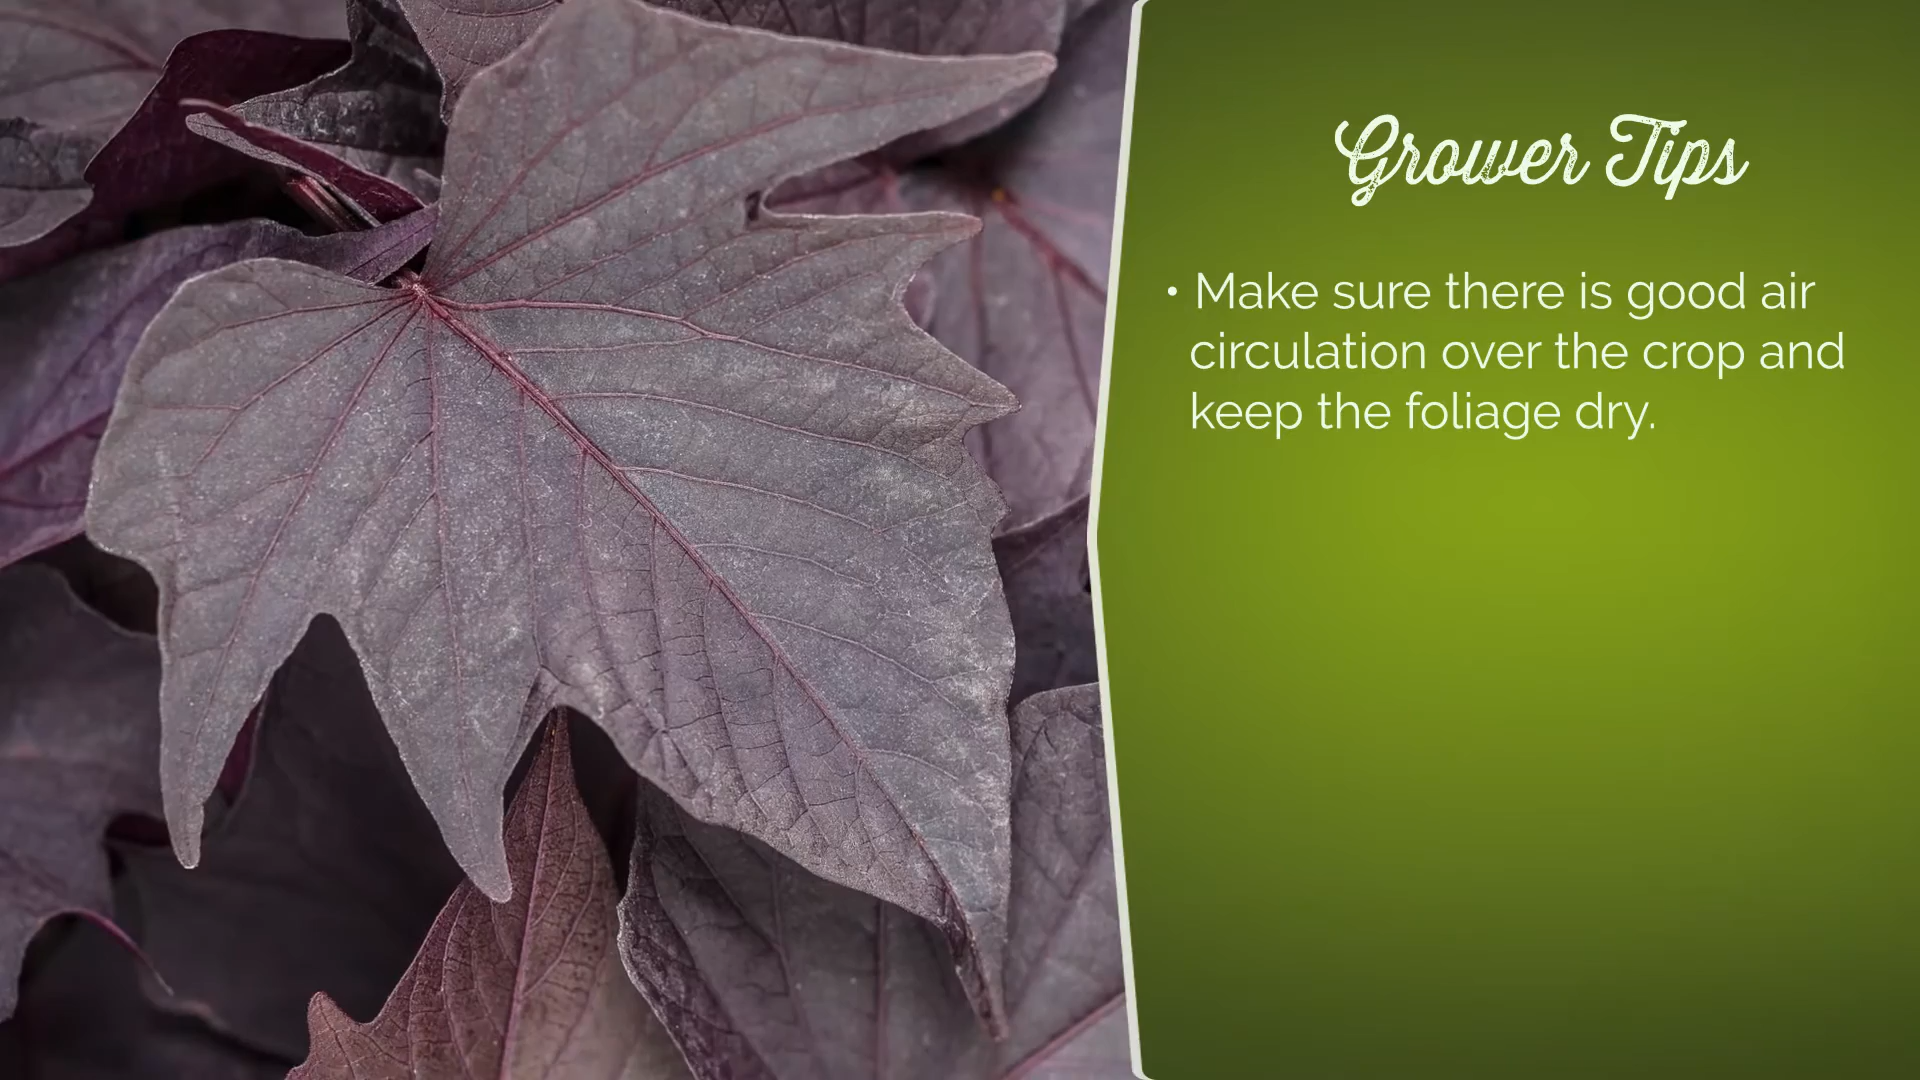 Grower Tips
• Make sure there is good air
circulation over the crop and
keep the foliage dry.